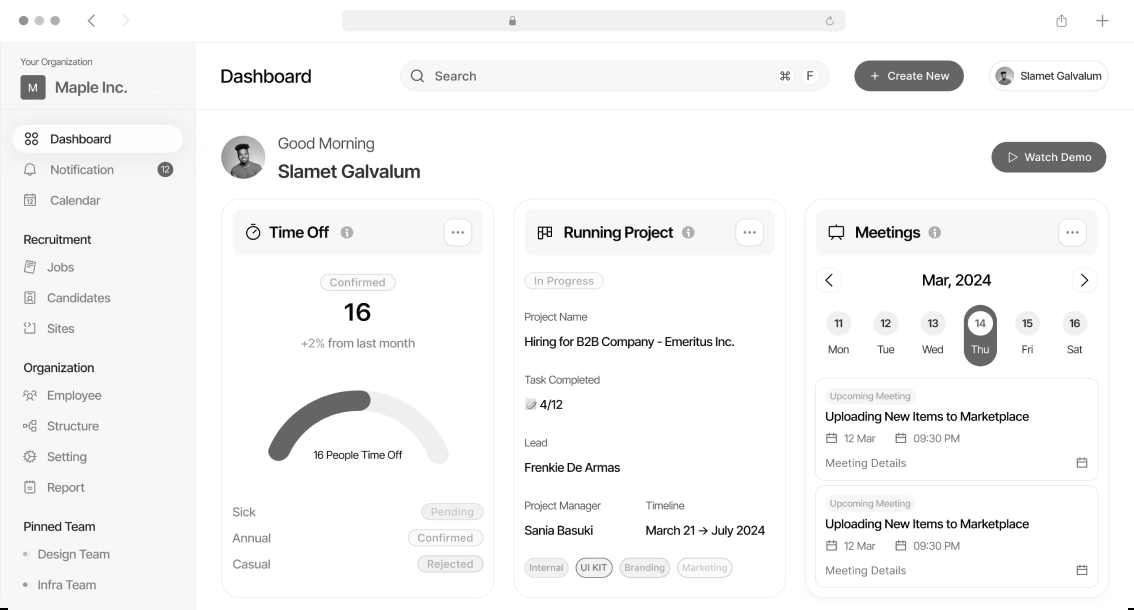 Your Organization
M Maple Inc.
Dashboard
Notification 12
Calendar
Recruitment
Jobs
Candidates
Sites
Organization
Employee
Structure
Setting
Report
Pinned Team
Design Team
Infra Team
Dashboard
Search ⌘ F
+ Create New
Slamet Galvalum
Good Morning
Slamet Galvalum
Watch Demo
Time Off
Confirmed
16
+2% from last month
16 People Time Off
Sick Pending
Annual Confirmed
Casual Rejected
Running Project
In Progress
Project Name
Hiring for B2B Company - Emeritus Inc.
Task Completed
4/12
Lead
Frenkie De Armas
Project Manager Timeline
Sania Basuki March 21 → July 2024
Internal UI KIT Branding Marketing
Meetings
Mar, 2024
11 12 13 14 15 16
Mon Tue Wed Thu Fri Sat
Upcoming Meeting
Uploading New Items to Marketplace
12 Mar 09:30 PM
Meeting Details
Upcoming Meeting
Uploading New Items to Marketplace
12 Mar 09:30 PM
Meeting Details